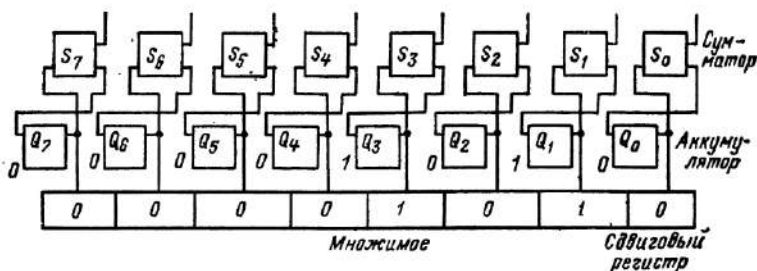 S7 S6 S5 S4 S3 S2 S1 S0 Сум-
матор
Q7 Q6 Q5 Q4 Q3 Q2 Q1 Q0 Аккуму-
лятор
0 0 0 0 1 0 1 0
0 0 0 0 1 0 1 0
Множимое Сдвиговый
регистр